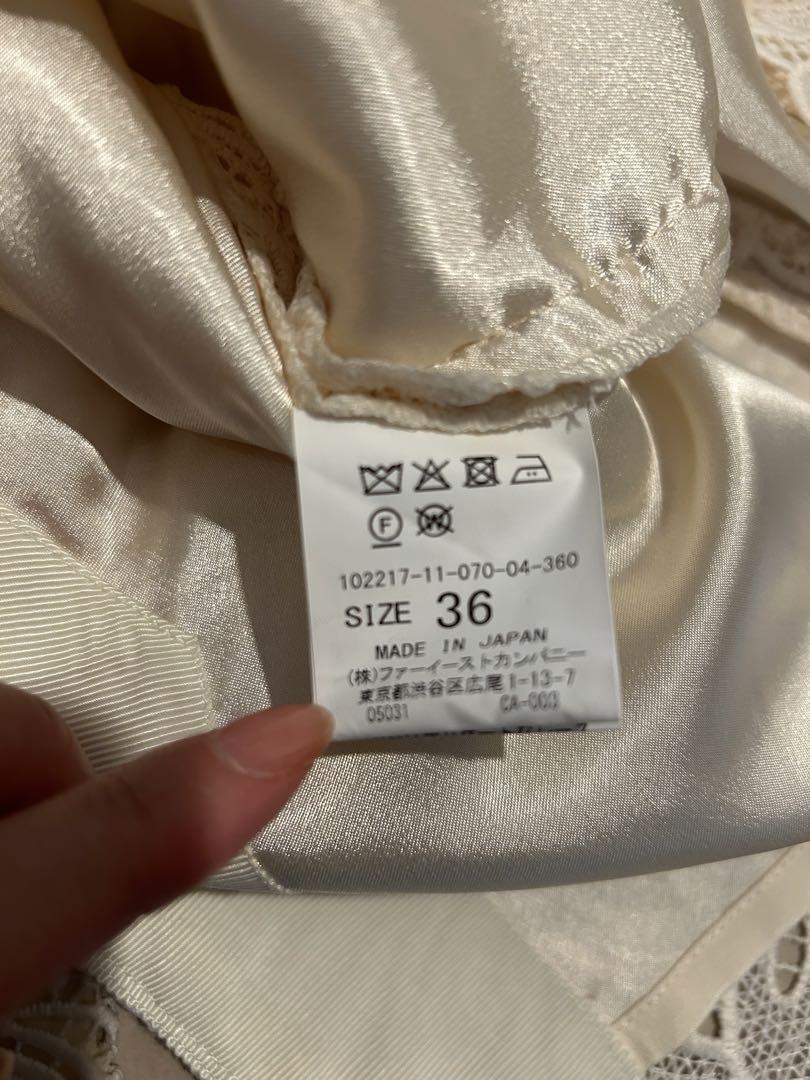 F W
102217-11-070-04-360
SIZE 36
MADE IN JAPAN
(株)ファーイーストカンパニー
東京都渋谷区広尾1-13-7
05031 CA-003